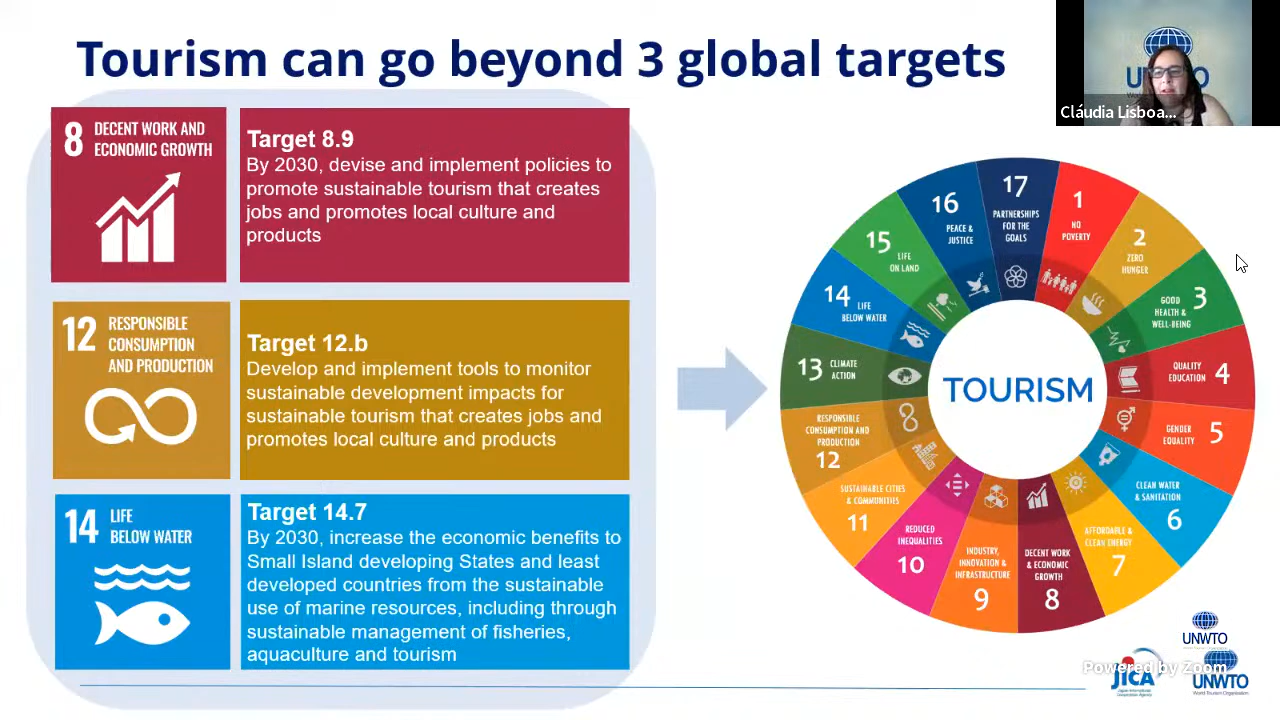 Tourism can go beyond 3 global targets
Cláudia Lisboa...
8 DECENT WORK AND
ECONOMIC GROWTH
Target 8.9
By 2030, devise and implement policies to
promote sustainable tourism that creates
jobs and promotes local culture and
products
12 RESPONSIBLE
CONSUMPTION
AND PRODUCTION
Target 12.b
Develop and implement tools to monitor
sustainable development impacts for
sustainable tourism that creates jobs and
promotes local culture and products
14 LIFE
BELOW WATER
Target 14.7
By 2030, increase the economic benefits to
Small Island developing States and least
developed countries from the sustainable
use of marine resources, including through
sustainable management of fisheries,
aquaculture and tourism
TOURISM
1
NO
POVERTY
2
ZERO
HUNGER
3
GOOD
HEALTH &
WELL-BEING
QUALITY
EDUCATION
4
GENDER
EQUALITY
5
CLEAN WATER
& SANITATION
6
AFFORDABLE &
CLEAN ENERGY
7
DECENT WORK
& ECONOMIC
GROWTH
8
INDUSTRY,
INNOVATION &
INFRASTRUCTURE
9
REDUCED
INEQUALITIES
10
SUSTAINABLE CITIES
& COMMUNITIES
11
RESPONSIBLE
CONSUMPTION AND
PRODUCTION
12
13 CLIMATE
ACTION
14 LIFE
BELOW WATER
15 LIFE
ON LAND
16
PEACE &
JUSTICE
17
PARTNERSHIPS
FOR THE
GOALS
UNWTO
Powered by Zoom
JICA
UNWTO
World Tourism Organization